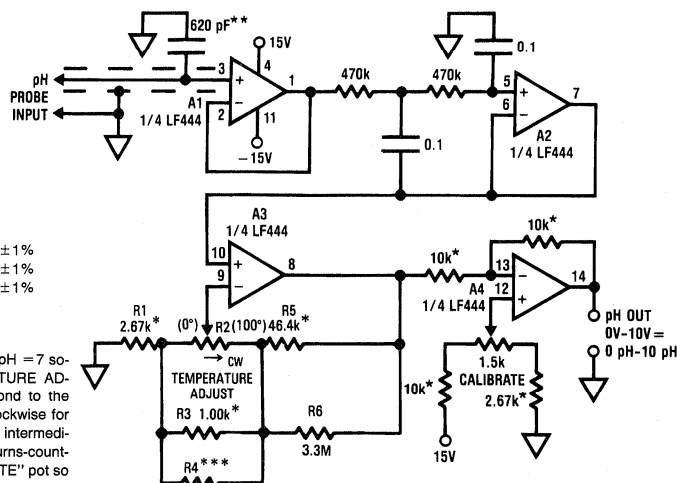 620 pF**
15V
pH
PROBE
INPUT
3
+
4
1
A1
2
−
11
1/4 LF444
−15V
470k
470k
0.1
0.1
5
+
6
−
7
A2
1/4 LF444
A3
1/4 LF444
10
+
9
−
8
±1%
±1%
±1%
R1
2.67k*
(0°)
R2
(100°)
R5
46.4k*
→ CW
TEMPERATURE
ADJUST
R3 1.00k*
R4***
R6
3.3M
10k*
10k*
13
−
A4
12
+
14
1/4 LF444
1.5k
CALIBRATE
10k*
2.67k*
15V
pH OUT
0V-10V =
0 pH-10 pH
pH =7 so-
TURE AD-
ond to the
ockwise for
intermedi-
urns-count-
TE" pot so